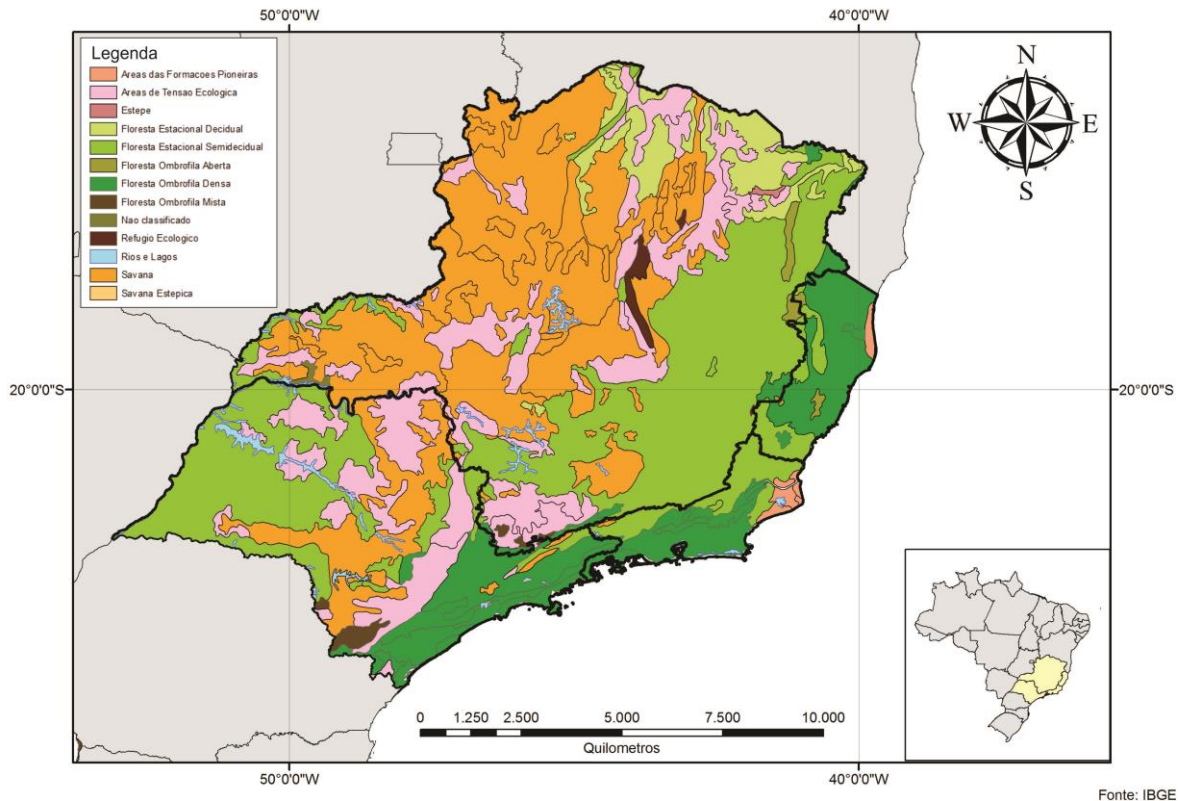 50°0'0"W 40°0'0"W
Legenda
Areas das Formacoes Pioneiras
Areas de Tensao Ecologica
Estepe
Floresta Estacional Decidual
Floresta Estacional Semidecidual
Floresta Ombrofila Aberta
Floresta Ombrofila Densa
Floresta Ombrofila Mista
Nao classificado
Refugio Ecologico
Rios e Lagos
Savana
Savana Estepica
N
W E
S
20°0'0"S 20°0'0"S
0 1.250 2.500 5.000 7.500 10.000
Quilometros
50°0'0"W 40°0'0"W
Fonte: IBGE